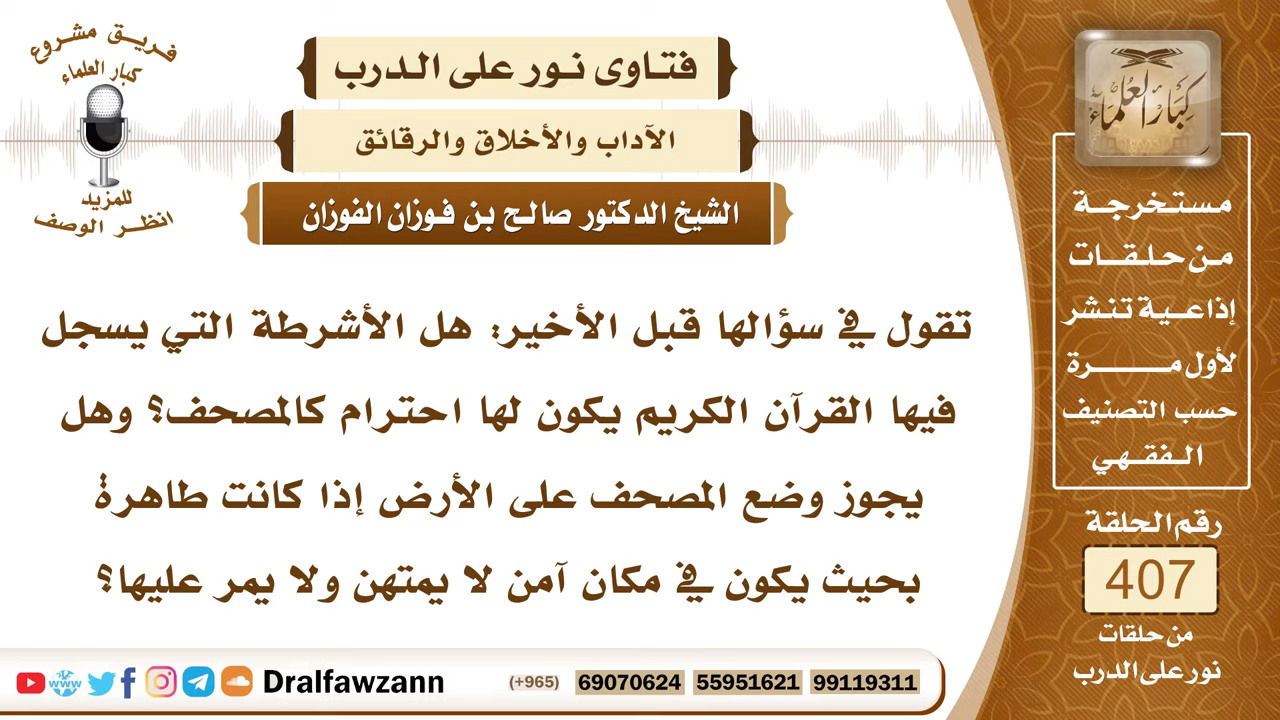 فريق مشروع
كبار العلماء
للمزيد
انظر الوصف
فتاوى نور على الدرب
الآداب والأخلاق والرقائق
الشيخ الدكتور صالح بن فوزان الفوزان
تقول في سؤالها قبل الأخير: هل الأشرطة التي يسجل
فيها القرآن الكريم يكون لها احترام كالمصحف؟ وهل
يجوز وضع المصحف على الأرض إذا كانت طاهرة
بحيث يكون في مكان آمن لا يمتهن ولا يمر عليها؟
كبار العلماء
مستخرجة
من حلقات
إذاعية تنشر
لأول مرة
حسب التصنيف
الفقهي
رقم الحلقة
407
من حلقات
نور على الدرب
www Dralfawzann (+965) 69070624 55951621 99119311